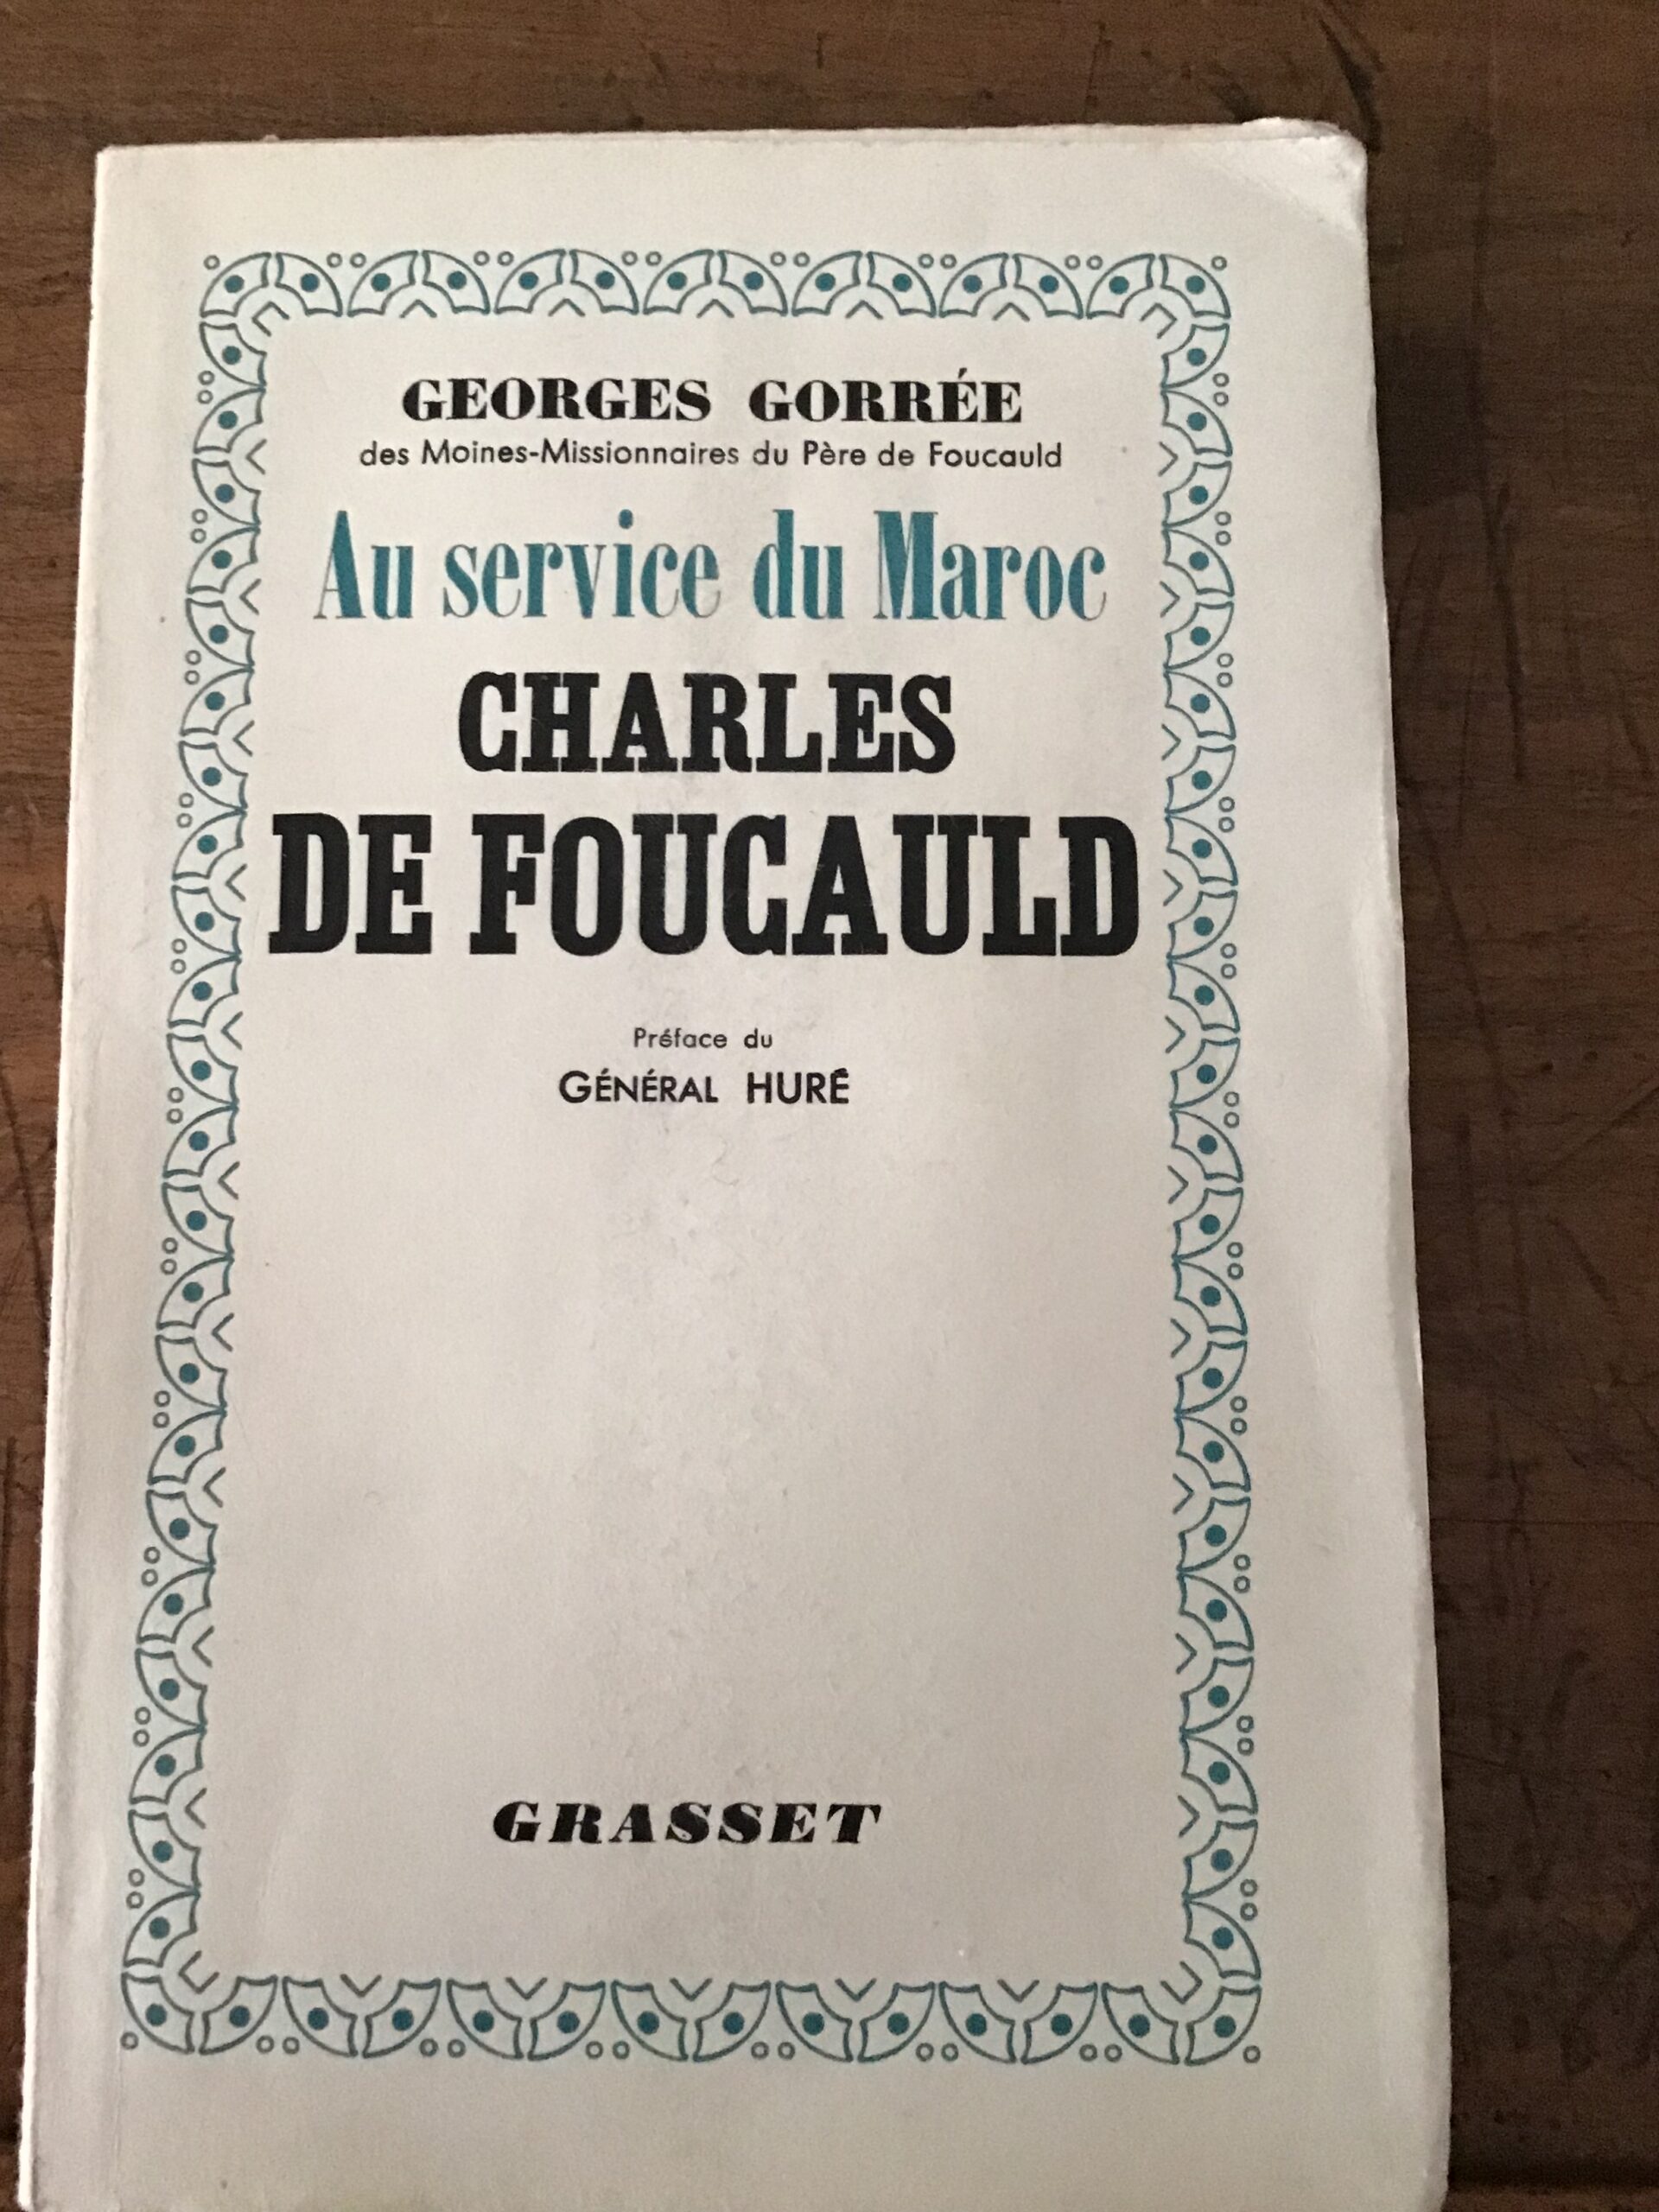 GEORGES GORRÉE
des Moines-Missionnaires du Père de Foucauld
Au service du Maroc
CHARLES
DE FOUCAULD
Préface du
GÉNÉRAL HURÉ
GRASSET